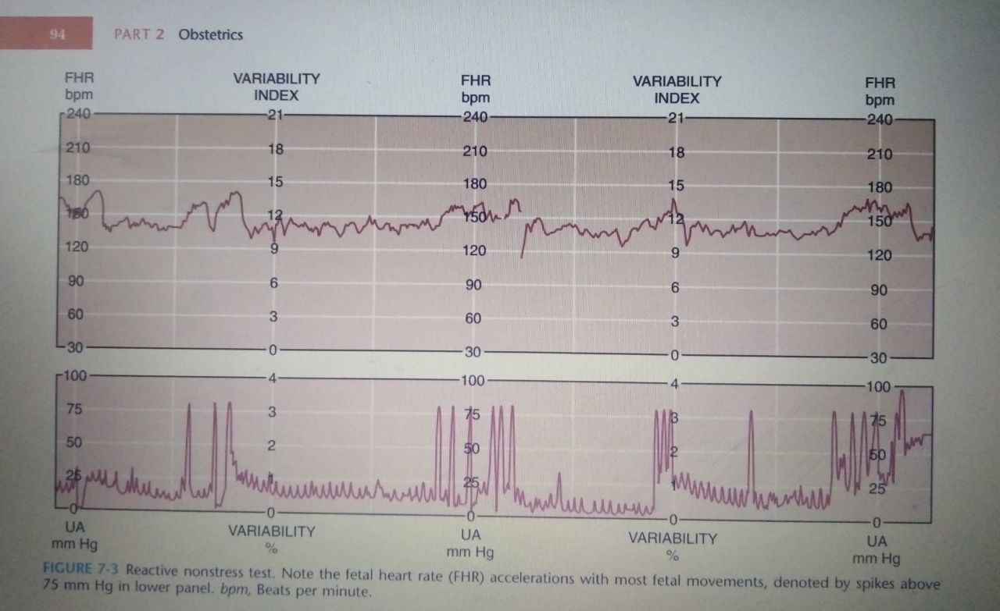 94 PART 2 Obstetrics
FHR VARIABILITY FHR VARIABILITY FHR
bpm INDEX bpm INDEX bpm
240 21 240 21 240
210 18 210 18 210
180 15 180 15 180
150 12 150 12 150
120 9 120 9 120
90 6 90 6 90
60 3 60 3 60
30 0 30 0 30
100 4 100 4 100
75 3 75 3 75
50 2 50 2 50
25 1 25 1 25
0 0 0 0 0
UA VARIABILITY UA VARIABILITY UA
mm Hg % mm Hg % mm Hg
FIGURE 7-3 Reactive nonstress test. Note the fetal heart rate (FHR) accelerations with most fetal movements, denoted by spikes above
75 mm Hg in lower panel. bpm, Beats per minute.